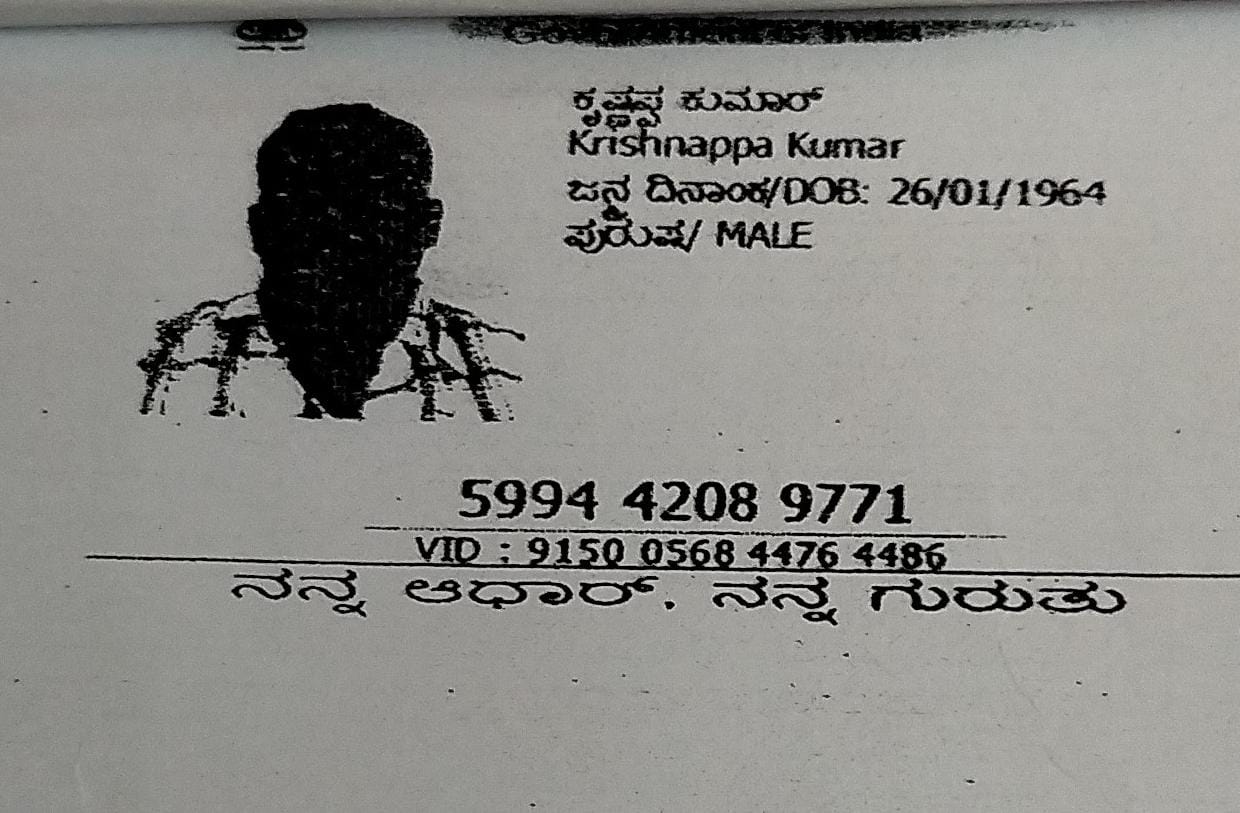 India
ಕೃಷ್ಣಪ್ಪ ಕುಮಾರ್
Krishnappa Kumar
ಜನ್ಮ ದಿನಾಂಕ/DOB: 26/01/1964
ಪುರುಷ/ MALE
5994 4208 9771
VID : 9150 0568 4476 4486
ನನ್ನ ಆಧಾರ್, ನನ್ನ ಗುರುತು